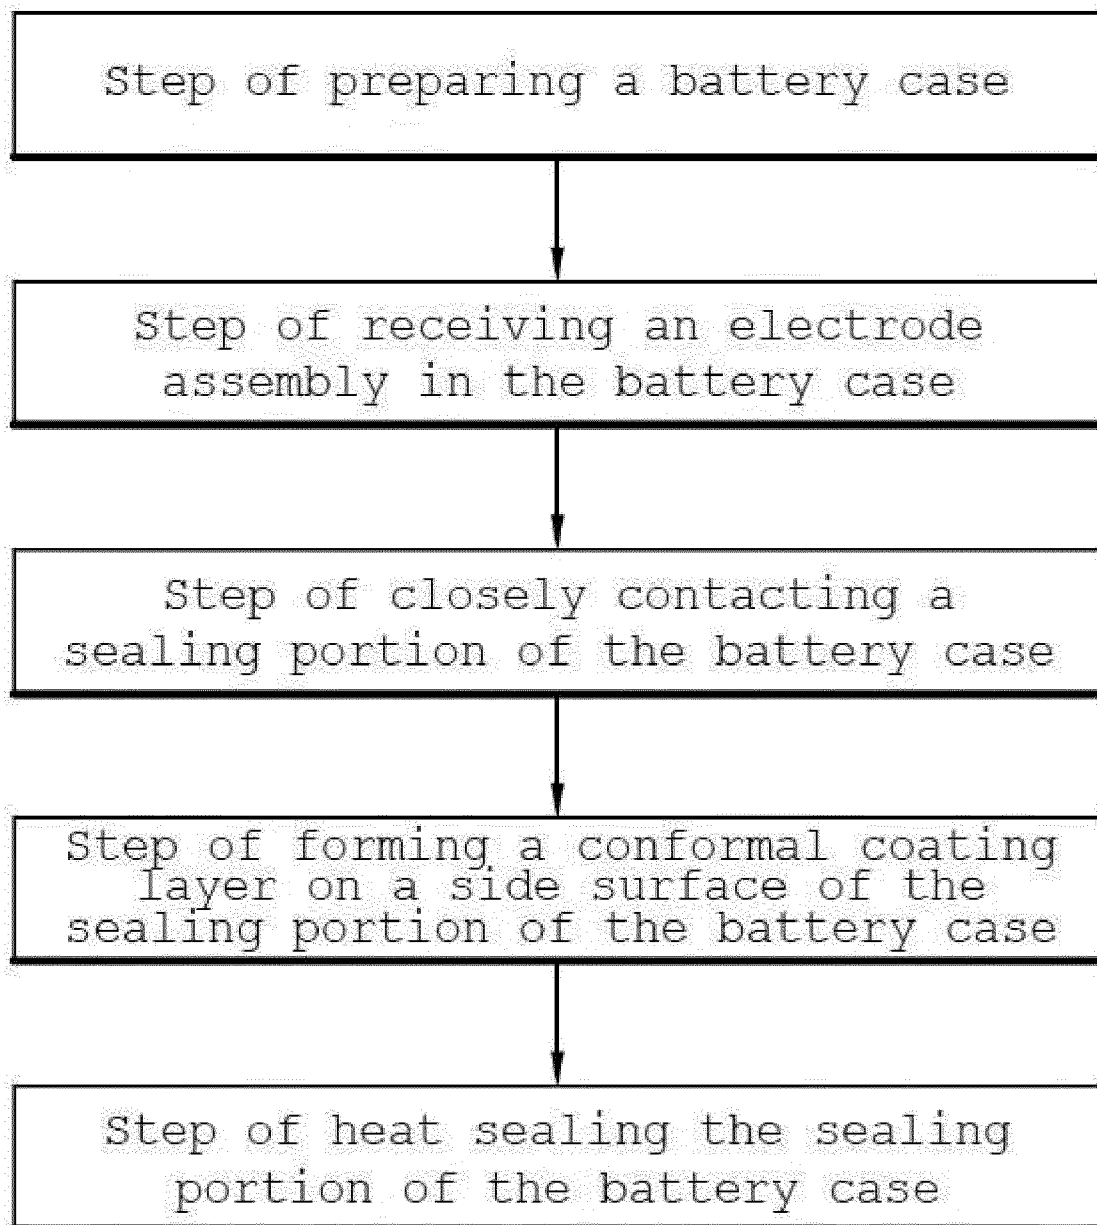 Step of preparing a battery case
Step of receiving an electrode
assembly in the battery case
Step of closely contacting a
sealing portion of the battery case
Step of forming a conformal coating
layer on a side surface of the
sealing portion of the battery case
Step of heat sealing the sealing
portion of the battery case